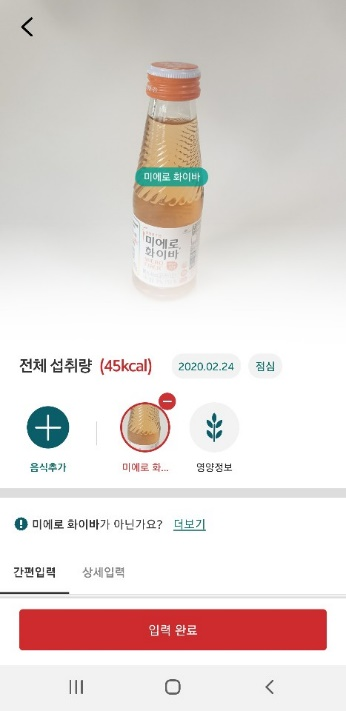 미에로 화이바
미에로
화이바
전체 섭취량 (45kcal) 2020.02.24 점심
음식추가 미에로 화... 영양정보
미에로 화이바가 아닌가요? 더보기
간편입력 상세입력
입력 완료